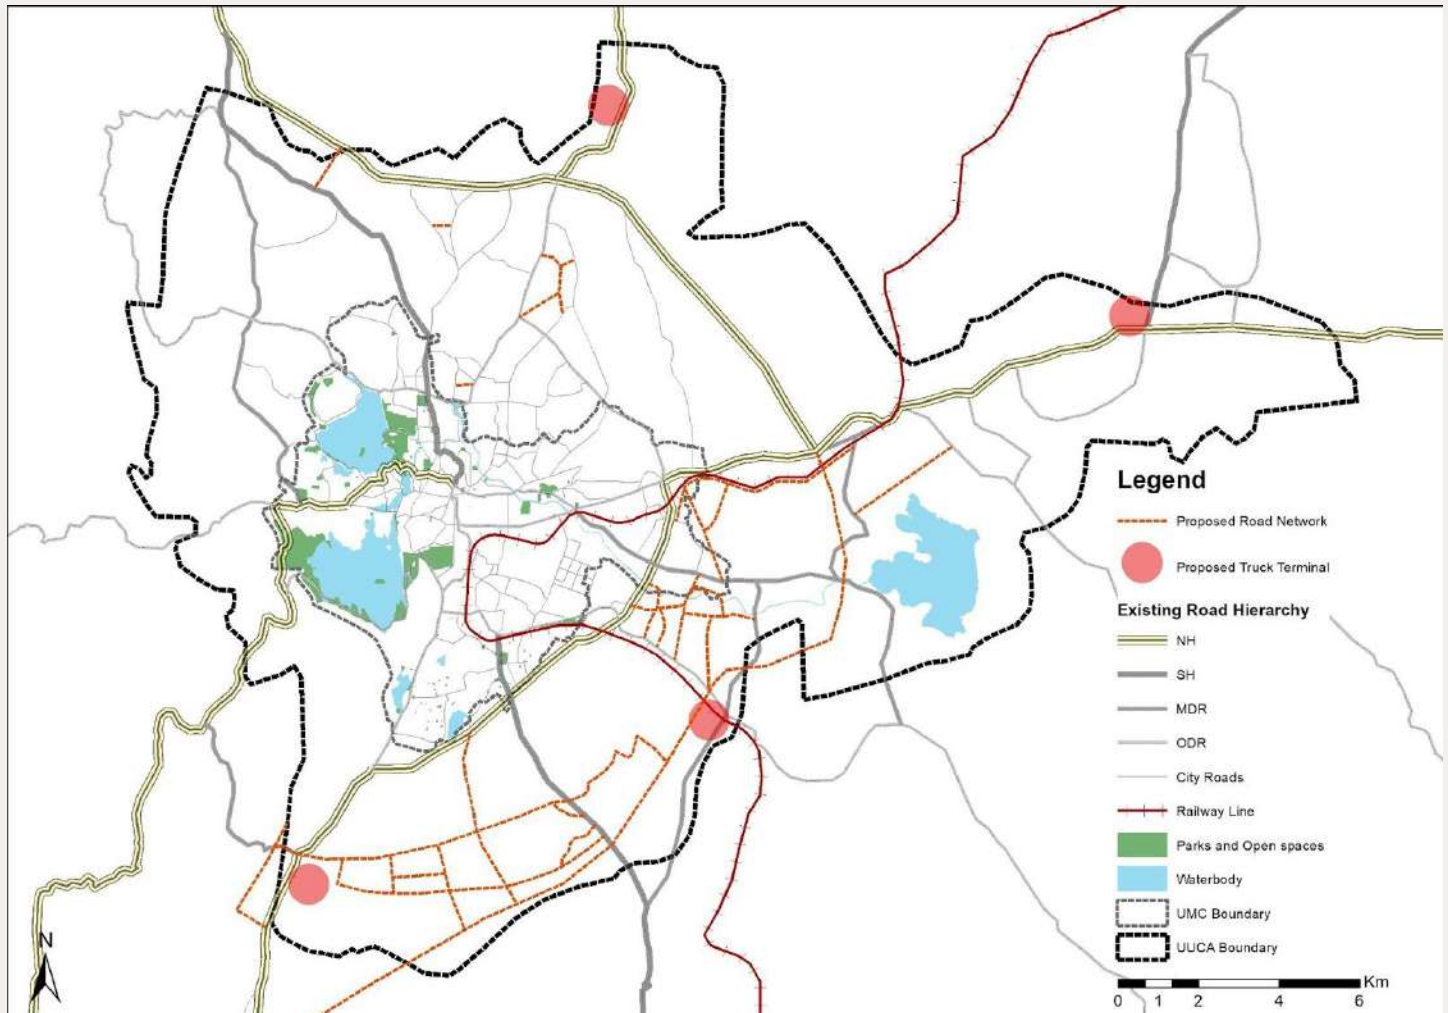 Legend
Proposed Road Network
Proposed Truck Terminal
Existing Road Hierarchy
NH
SH
MDR
ODR
City Roads
Railway Line
Parks and Open spaces
Waterbody
UMC Boundary
UUCA Boundary
N
Km
0 1 2 4 6